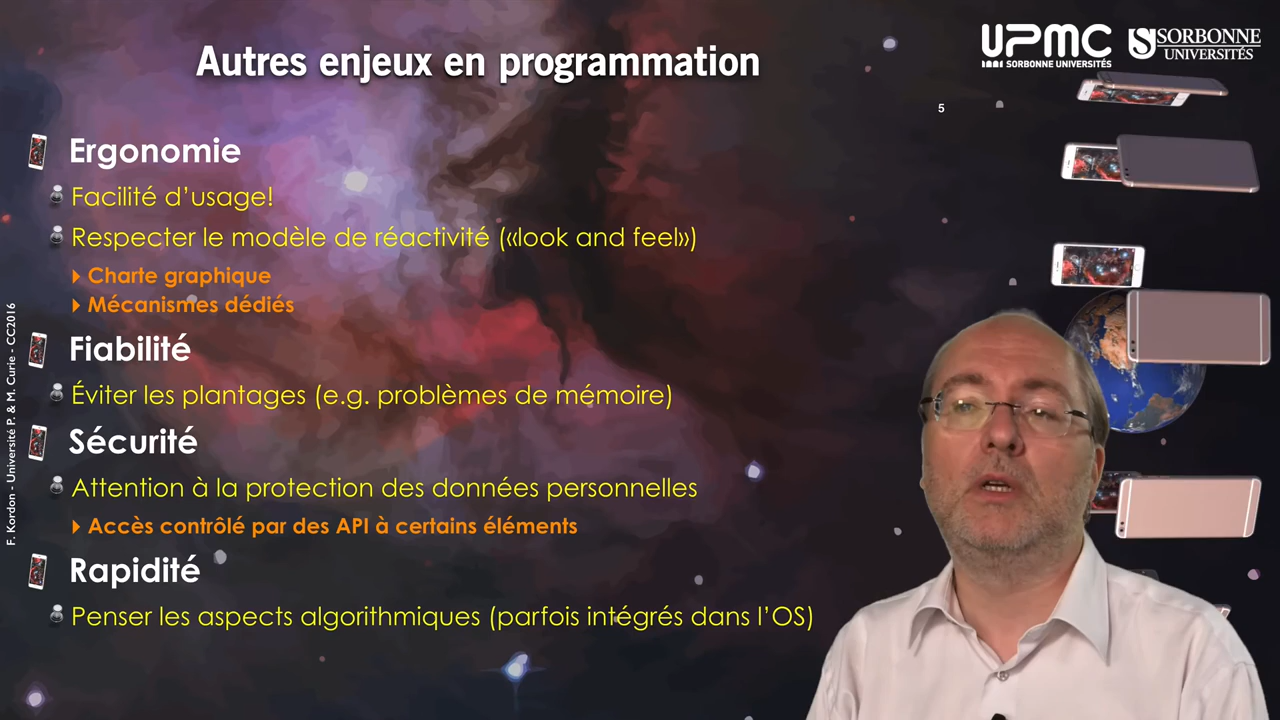 Autres enjeux en programmation
UPMC
SORBONNE UNIVERSITÉS
SORBONNE
UNIVERSITÉS
5
Ergonomie
Facilité d’usage!
Respecter le modèle de réactivité («look and feel»)
Charte graphique
Mécanismes dédiés
Fiabilité
Éviter les plantages (e.g. problèmes de mémoire)
Sécurité
Attention à la protection des données personnelles
Accès contrôlé par des API à certains éléments
Rapidité
Penser les aspects algorithmiques (parfois intégrés dans l’OS)
F. Kordon - Université P. & M. Curie - CC2016